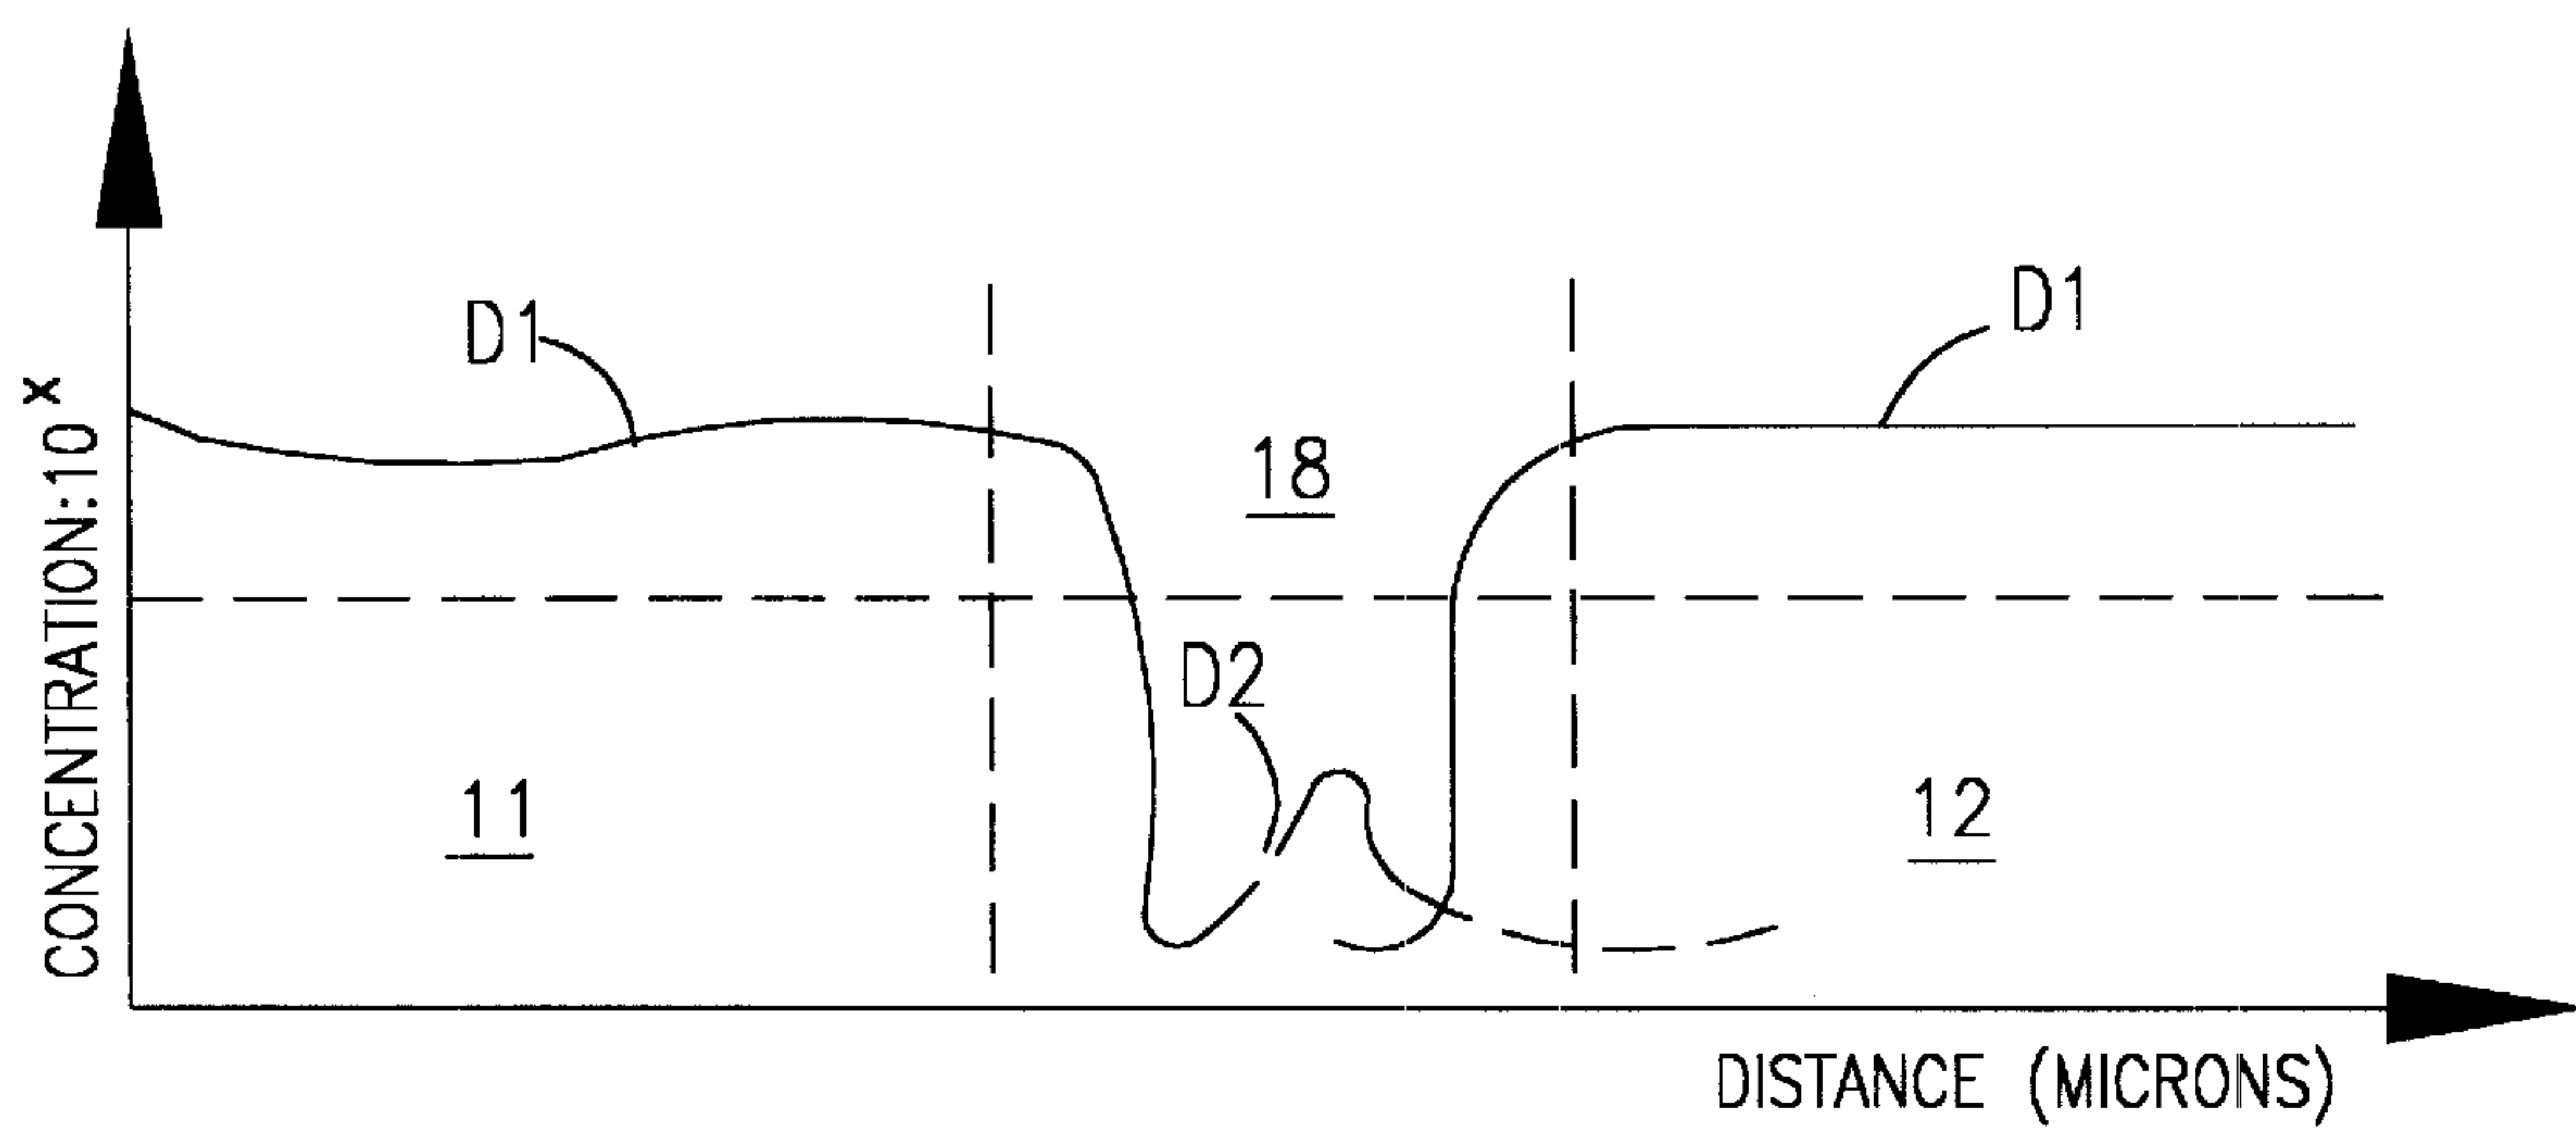 D1
D1
CONCENTRATION:10 x
18
D2
11
12
DISTANCE (MICRONS)